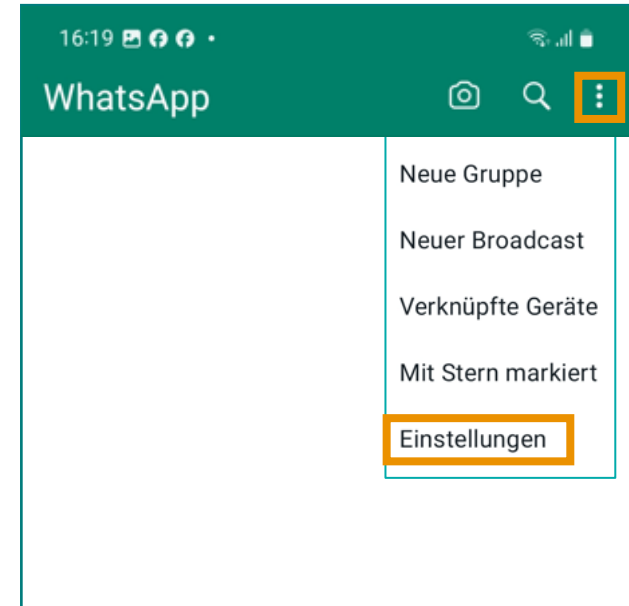 16:19
WhatsApp
Neue Gruppe
Neuer Broadcast
Verknüpfte Geräte
Mit Stern markiert
Einstellungen